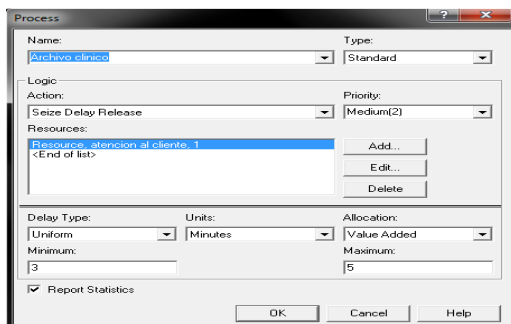 Process
Name: Type:
Archivo clinico Standard
Logic
Action: Priority:
Seize Delay Release Medium(2)
Resources:
Resource, atencion al cliente, 1
<End of list>
Add...
Edit...
Delete
Delay Type: Units: Allocation:
Uniform Minutes Value Added
Minimum: Maximum:
3 5
Report Statistics
OK Cancel Help